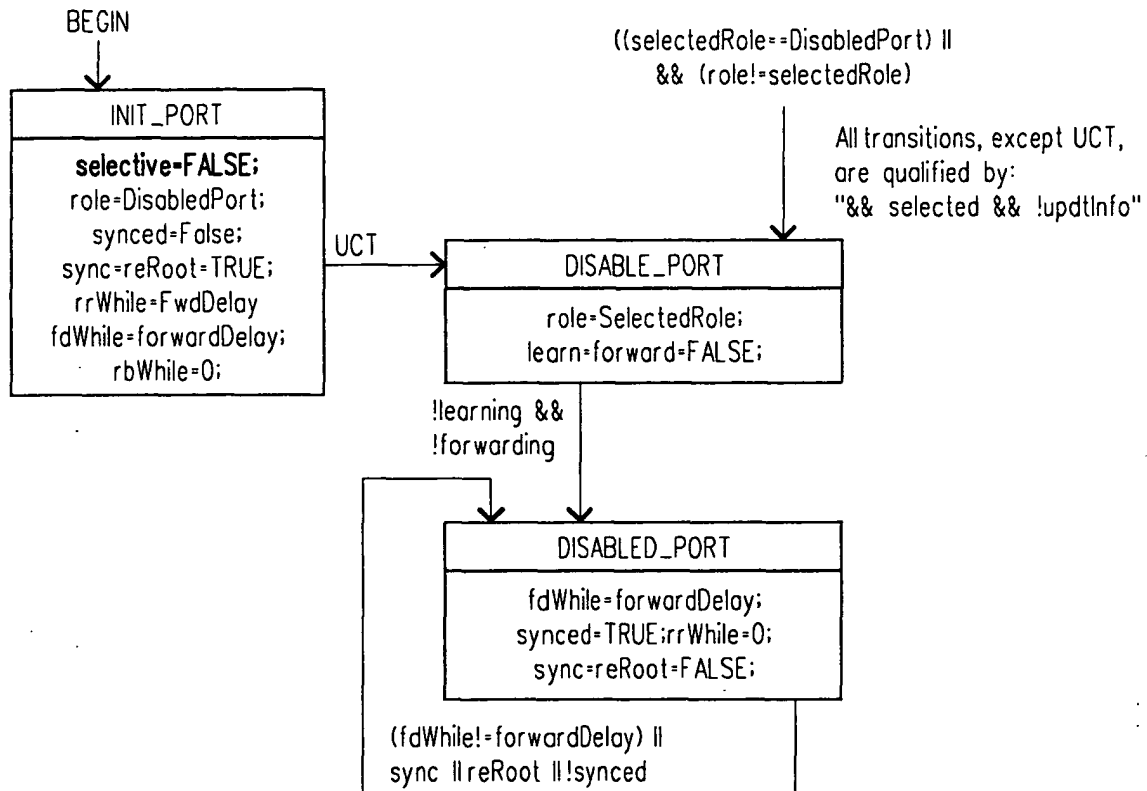 BEGIN
((selectedRole==DisabledPort) ||
&& (role!=selectedRole)
INIT_PORT
selective=FALSE;
role=DisabledPort;
synced=False;
sync=reRoot=TRUE;
rrWhile=FwdDelay
fdWhile=forwardDelay;
rbWhile=0;
All transitions, except UCT,
are qualified by:
"&& selected && !updtInfo"
UCT
DISABLE_PORT
role=SelectedRole;
learn=forward=FALSE;
!learning &&
!forwarding
DISABLED_PORT
fdWhile=forwardDelay;
synced=TRUE;rrWhile=0;
sync=reRoot=FALSE;
(fdWhile!=forwardDelay) ||
sync ||reRoot ||!synced